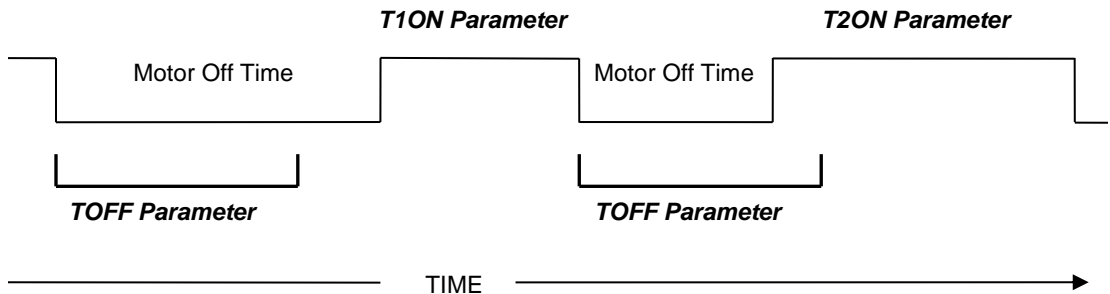 T1ON Parameter
T2ON Parameter
Motor Off Time
Motor Off Time
TOFF Parameter
TOFF Parameter
TIME